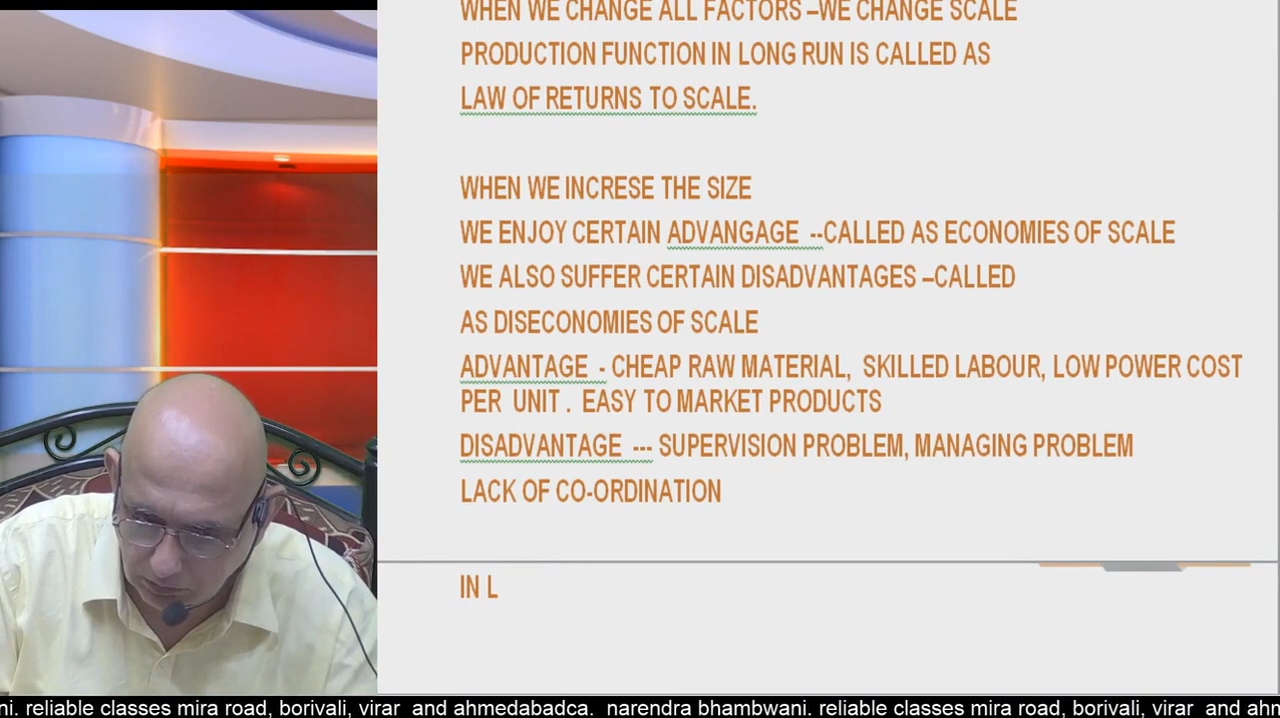 WHEN WE CHANGE ALL FACTORS –WE CHANGE SCALE
PRODUCTION FUNCTION IN LONG RUN IS CALLED AS
LAW OF RETURNS TO SCALE.
WHEN WE INCRESE THE SIZE
WE ENJOY CERTAIN ADVANGAGE --CALLED AS ECONOMIES OF SCALE
WE ALSO SUFFER CERTAIN DISADVANTAGES –CALLED
AS DISECONOMIES OF SCALE
ADVANTAGE - CHEAP RAW MATERIAL, SKILLED LABOUR, LOW POWER COST
PER UNIT . EASY TO MARKET PRODUCTS
DISADVANTAGE --- SUPERVISION PROBLEM, MANAGING PROBLEM
LACK OF CO-ORDINATION
IN L
ni. reliable classes mira road, borivali, virar and ahmedabadca. narendra bhambwani. reliable classes mira road, borivali, virar and ahn